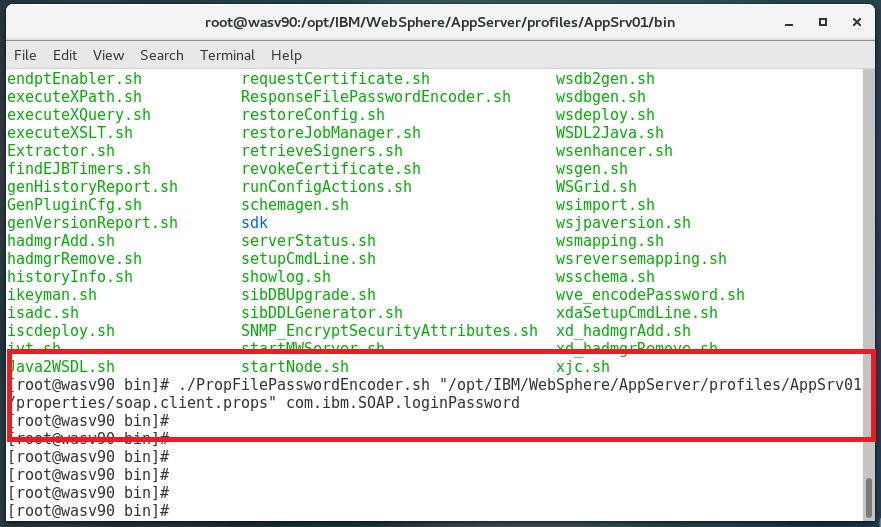 root@wasv90:/opt/IBM/WebSphere/AppServer/profiles/AppSrv01/bin
File Edit View Search Terminal Help
endptEnabler.sh requestCertificate.sh wsdb2gen.sh
executeXPath.sh ResponseFilePasswordEncoder.sh wsdbgen.sh
executeXQuery.sh restoreConfig.sh wsdeploy.sh
executeXSLT.sh restoreJobManager.sh WSDL2Java.sh
Extractor.sh retrieveSigners.sh wsenhancer.sh
findEJBTimers.sh revokeCertificate.sh wsgen.sh
genHistoryReport.sh runConfigActions.sh WSGrid.sh
GenPluginCfg.sh schemagen.sh wsimport.sh
genVersionReport.sh sdk wsjpaversion.sh
hadmgrAdd.sh serverStatus.sh wsmapping.sh
hadmgrRemove.sh setupCmdLine.sh wsreversemapping.sh
historyInfo.sh showlog.sh wsschema.sh
ikeyman.sh sibDBUpgrade.sh wve_encodePassword.sh
isadc.sh sibDDLGenerator.sh xdaSetupCmdLine.sh
iscdeploy.sh SNMP_EncryptSecurityAttributes.sh xd_hadmgrAdd.sh
ivt.sh startMWServer.sh xd_hadmgrRemove.sh
Java2WSDL.sh startNode.sh xjc.sh
[root@wasv90 bin]# ./PropFilePasswordEncoder.sh "/opt/IBM/WebSphere/AppServer/profiles/AppSrv01
/properties/soap.client.props" com.ibm.SOAP.loginPassword
[root@wasv90 bin]#
[root@wasv90 bin]#
[root@wasv90 bin]#
[root@wasv90 bin]#
[root@wasv90 bin]#
[root@wasv90 bin]#